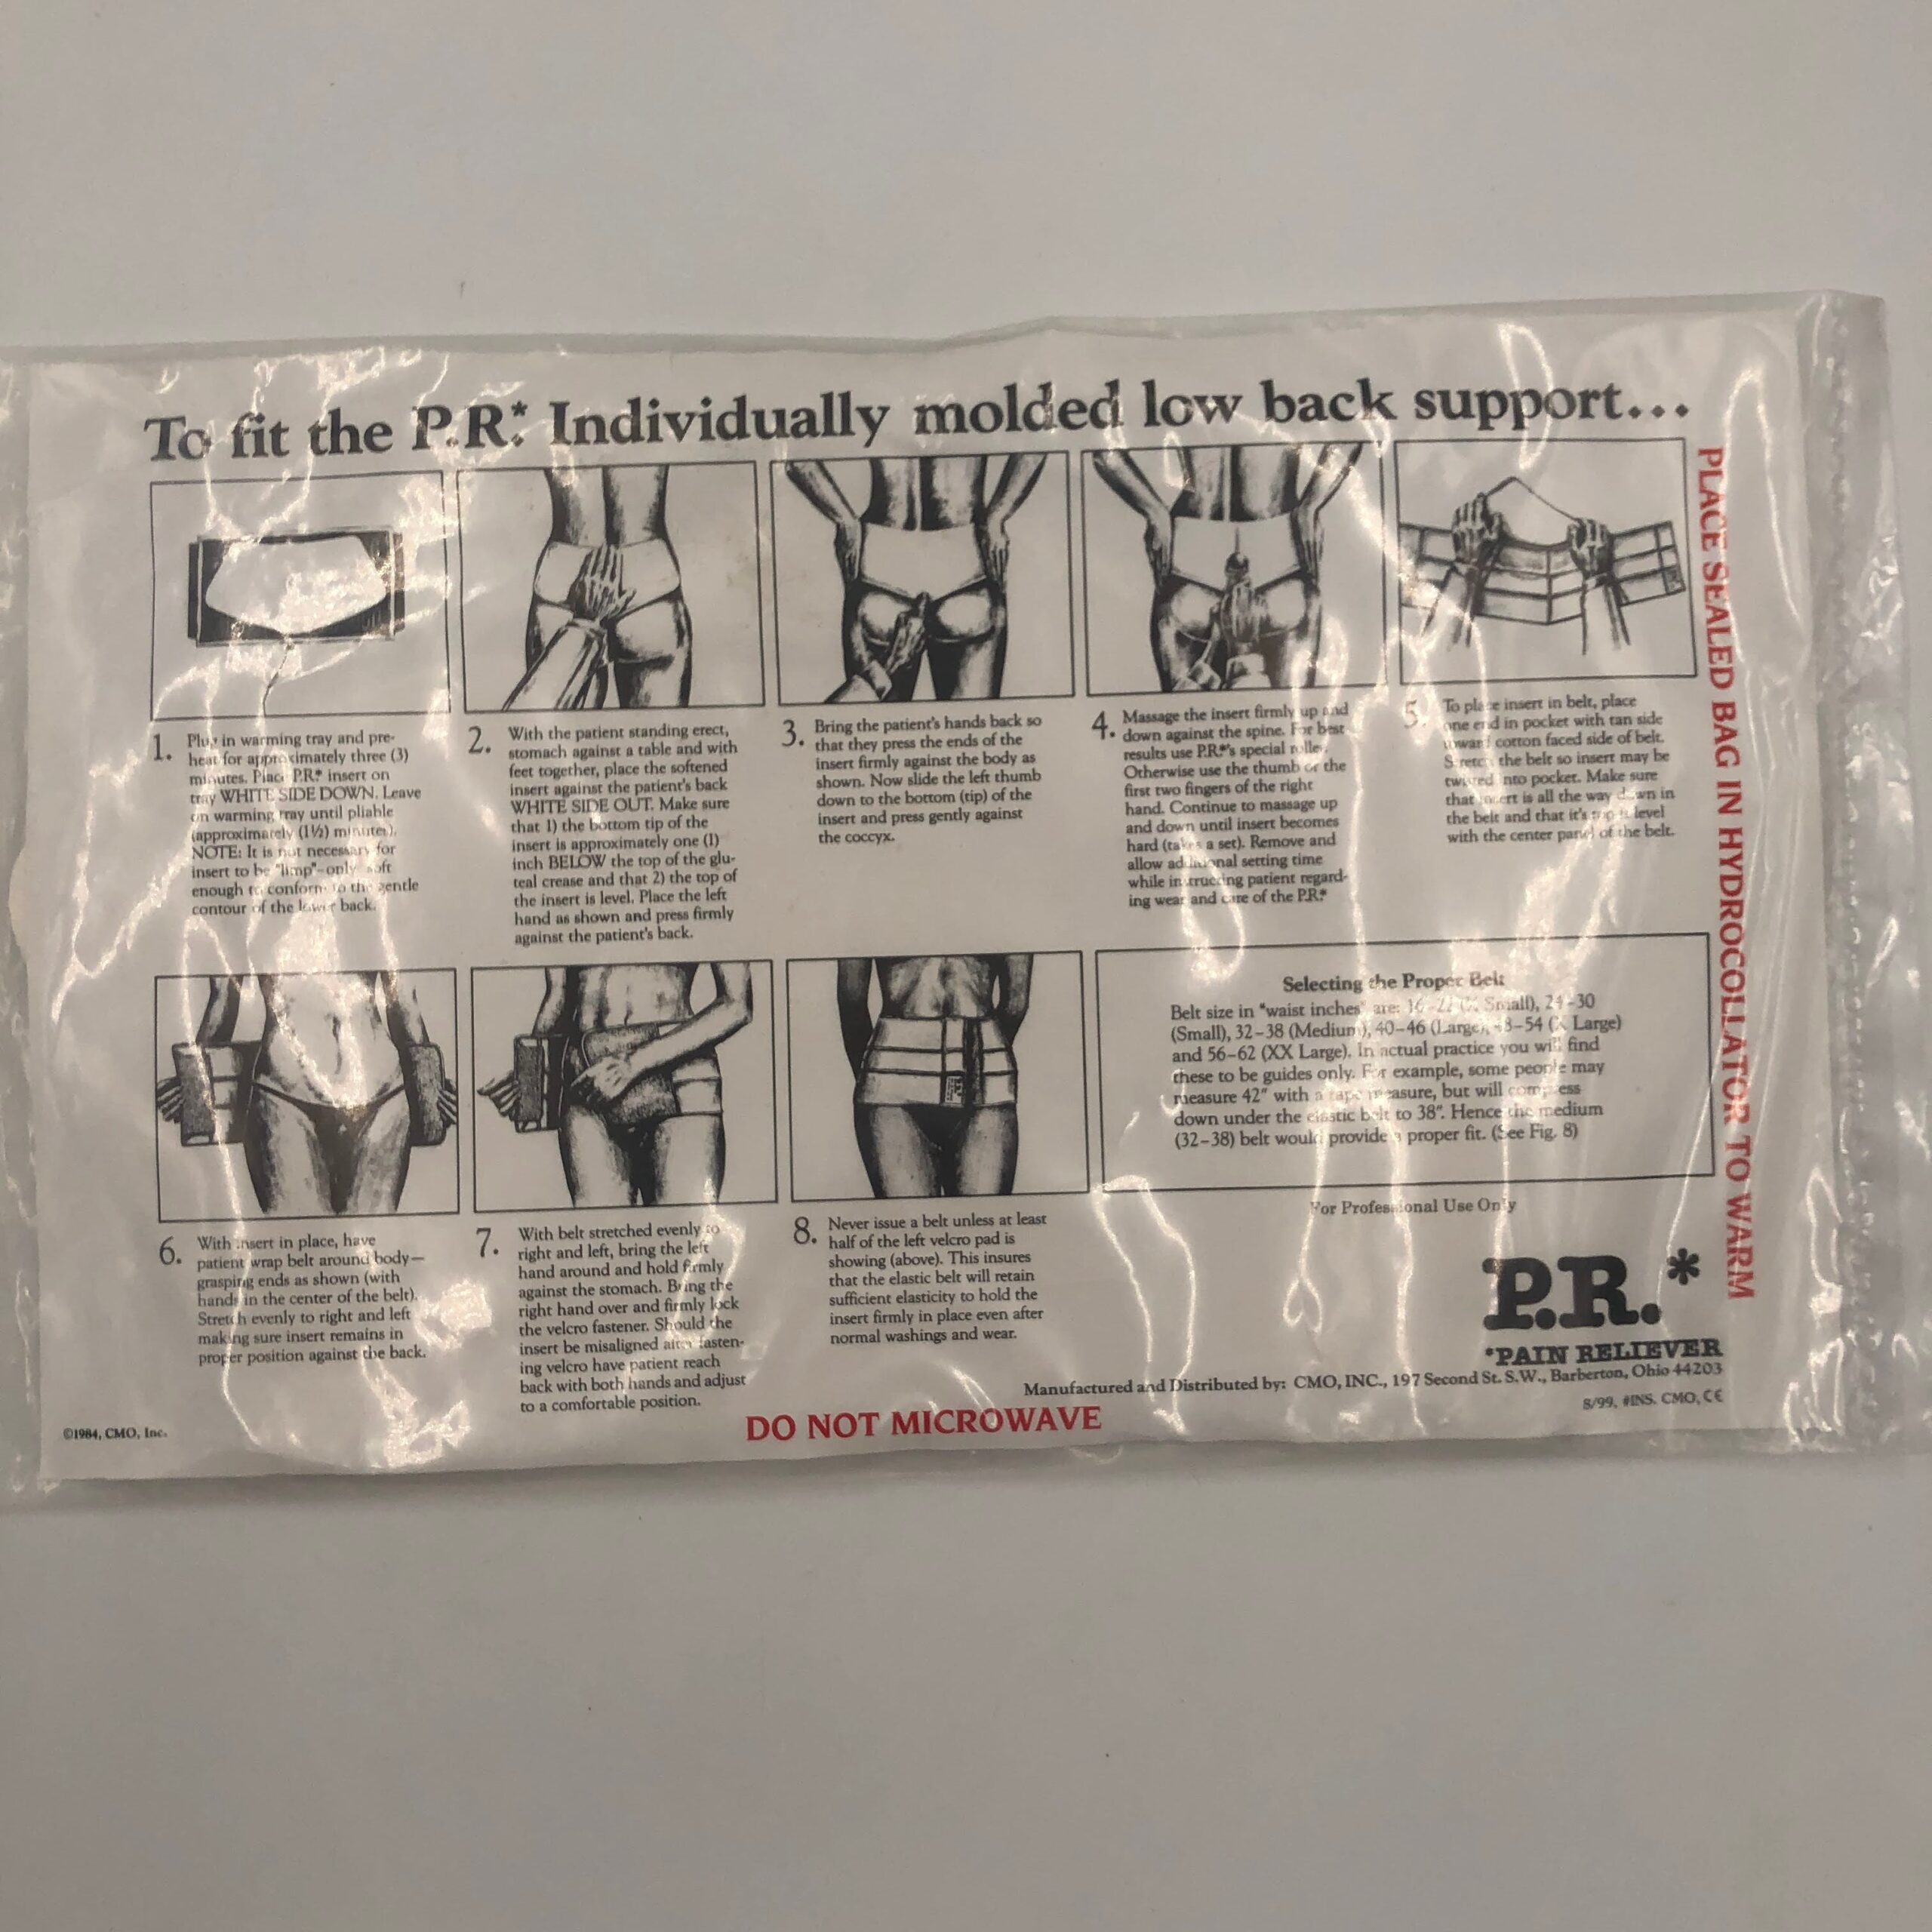 To fit the P.R.* Individually molded low back support...
1. Plug in warming tray and pre-
heat for approximately three (3)
minutes. Place P.R.* insert on
tray WHITE SIDE DOWN. Leave
on warming tray until pliable
(approximately (1½) minutes).
NOTE: It is not necessary for
insert to be "limp"-only soft
enough to conform to the gentle
contour of the lower back.
2. With the patient standing erect,
stomach against a table and with
feet together, place the softened
insert against the patient's back
WHITE SIDE OUT. Make sure
that 1) the bottom tip of the
insert is approximately one (1)
inch BELOW the top of the glu-
teal crease and that 2) the top of
the insert is level. Place the left
hand as shown and press firmly
against the patient's back.
3. Bring the patient's hands back so
that they press the ends of the
insert firmly against the body as
shown. Now slide the left thumb
down to the bottom (tip) of the
insert and press gently against
the coccyx.
4. Massage the insert firmly up and
down against the spine. For best
results use P.R.*'s special roller.
Otherwise use the thumb or the
first two fingers of the right
hand. Continue to massage up
and down until insert becomes
hard (takes a set). Remove and
allow additional setting time
while instructing patient regard-
ing wear and care of the P.R.*
5. To place insert in belt, place
one end in pocket with tan side
toward cotton faced side of belt.
Stretch the belt so insert may be
twisted into pocket. Make sure
that insert is all the way down in
the belt and that it's top is level
with the center panel of the belt.
6. With insert in place, have
patient wrap belt around body—
grasping ends as shown (with
hands in the center of the belt).
Stretch evenly to right and left
making sure insert remains in
proper position against the back.
7. With belt stretched evenly to
right and left, bring the left
hand around and hold firmly
against the stomach. Bring the
right hand over and firmly lock
the velcro fastener. Should the
insert be misaligned after fasten-
ing velcro have patient reach
back with both hands and adjust
to a comfortable position.
8. Never issue a belt unless at least
half of the left velcro pad is
showing (above). This insures
that the elastic belt will retain
sufficient elasticity to hold the
insert firmly in place even after
normal washings and wear.
Selecting the Proper Belt
Belt size in "waist inches" are: Small), 24-30
(Small), 32-38 (Medium), 40-46 (Large), 48-54 (X Large)
and 56-62 (XX Large). In actual practice you will find
these to be guides only. For example, some people may
measure 42" with a tape measure, but will compress
down under the elastic belt to 38". Hence the medium
(32-38) belt would provide a proper fit. (See Fig. 8)
For Professional Use Only
P.R.*
*PAIN RELIEVER
Manufactured and Distributed by: CMO, INC., 197 Second St. S.W., Barberton, Ohio 44203
8/99, #INS. CMO, CE
©1984, CMO, Inc.
DO NOT MICROWAVE
PLACE SEALED BAG IN HYDROCOLLATOR TO WARM